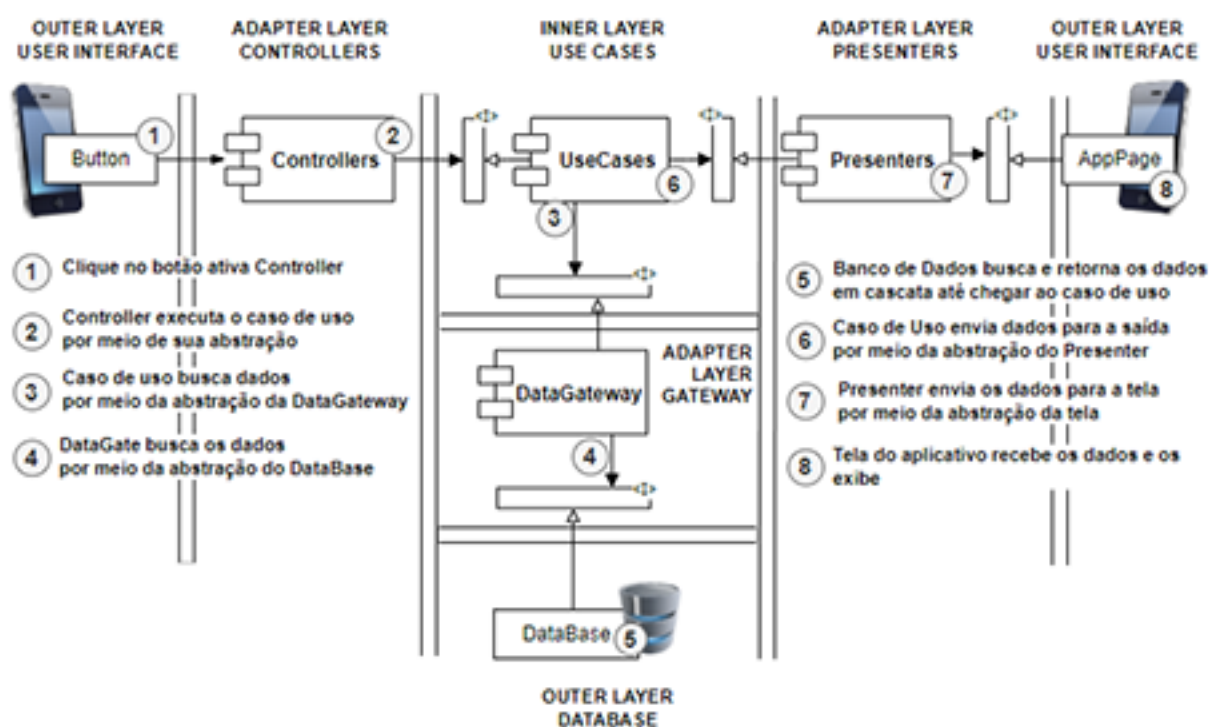 OUTER LAYER
USER INTERFACE
ADAPTER LAYER
CONTROLLERS
INNER LAYER
USE CASES
ADAPTER LAYER
PRESENTERS
OUTER LAYER
USER INTERFACE
Button
1
Controllers
2
<I>
UseCases
3
6
<I>
Presenters
7
<I>
AppPage
8
1 Clique no botão ativa Controller
2 Controller executa o caso de uso
por meio de sua abstração
3 Caso de uso busca dados
por meio da abstração da DataGateway
4 DataGate busca os dados
por meio da abstração do DataBase
<I>
ADAPTER
LAYER
GATEWAY
DataGateway
4
<I>
DataBase
5
OUTER LAYER
DATABASE
5 Banco de Dados busca e retorna os dados
em cascata até chegar ao caso de uso
6 Caso de Uso envia dados para a saída
por meio da abstração do Presenter
7 Presenter envia os dados para a tela
por meio da abstração da tela
8 Tela do aplicativo recebe os dados e os
exibe